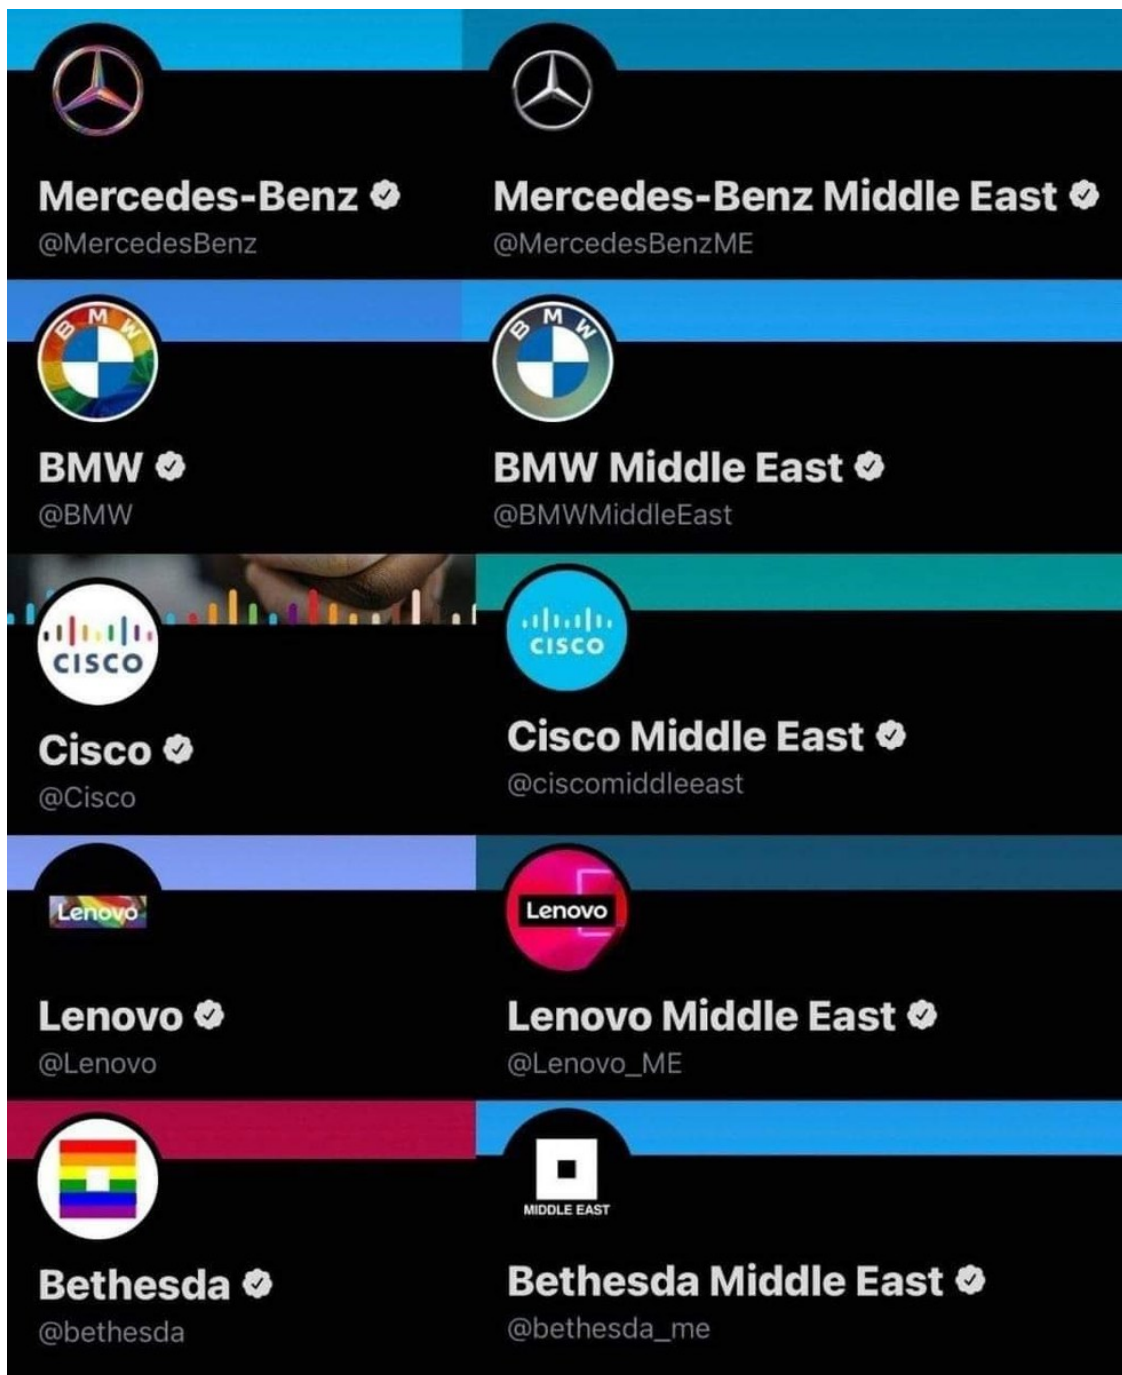 Mercedes-Benz
@MercedesBenz
Mercedes-Benz Middle East
@MercedesBenzME
BMW
BMW
@BMW
BMW
BMW Middle East
@BMWMiddleEast
CISCO
Cisco
@Cisco
CISCO
Cisco Middle East
@ciscomiddleeast
Lenovo
Lenovo
@Lenovo
Lenovo
Lenovo Middle East
@Lenovo_ME
Bethesda
@bethesda
MIDDLE EAST
Bethesda Middle East
@bethesda_me